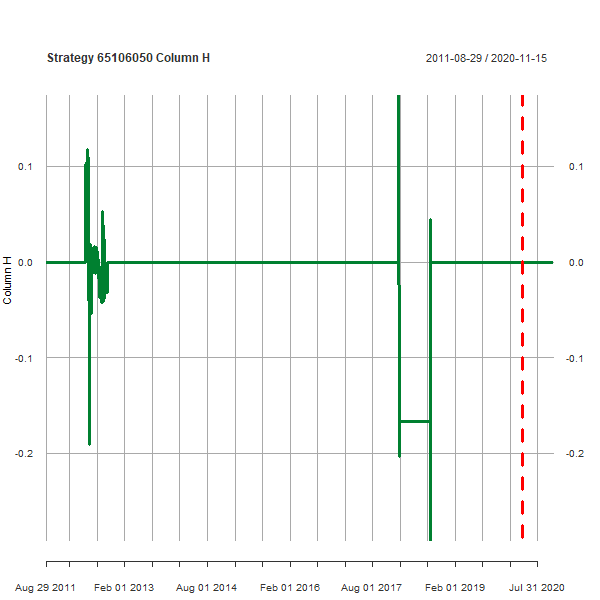 Strategy 65106050 Column H 2011-08-29 / 2020-11-15
0.1 0.1
0.0 0.0
Column H
-0.1 -0.1
-0.2 -0.2
Aug 29 2011 Feb 01 2013 Aug 01 2014 Feb 01 2016 Aug 01 2017 Feb 01 2019 Jul 31 2020